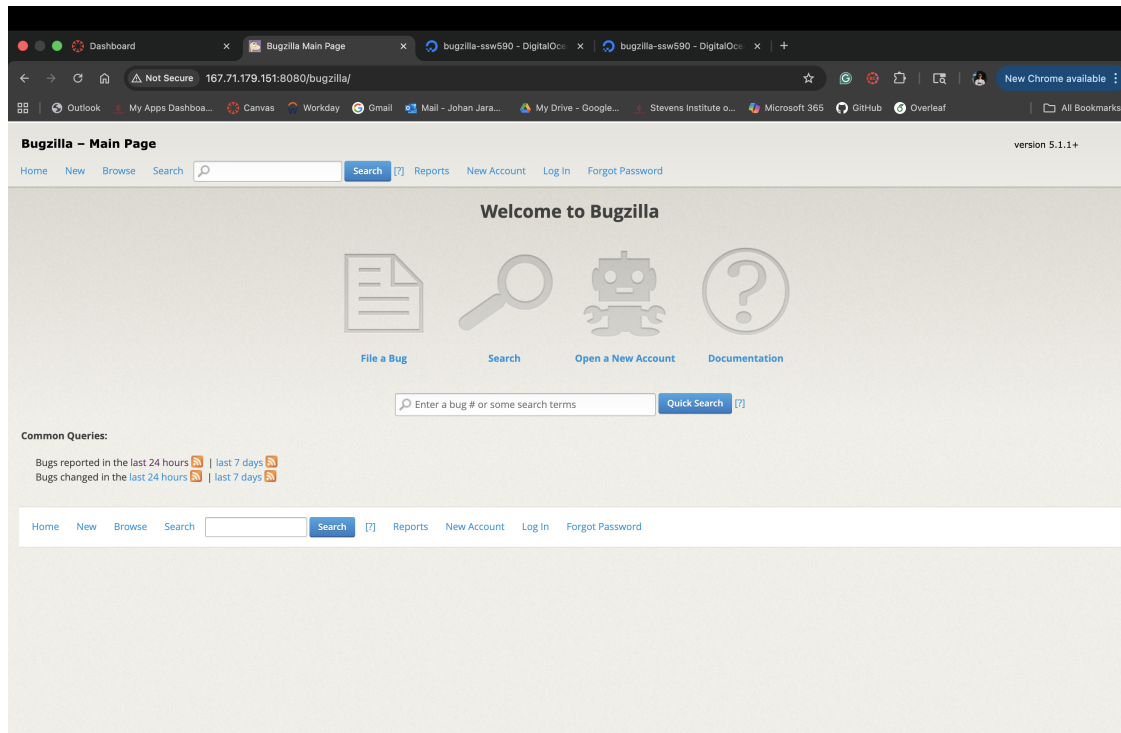 Dashboard
Bugzilla Main Page
bugzilla-ssw590 - DigitalOce
bugzilla-ssw590 - DigitalOce
Not Secure 167.71.179.151:8080/bugzilla/
New Chrome available
Outlook My Apps Dashboa... Canvas Workday Gmail Mail - Johan Jara... My Drive - Google... Stevens Institute o... Microsoft 365 GitHub Overleaf All Bookmarks
Bugzilla – Main Page
version 5.1.1+
Home New Browse Search Search [?] Reports New Account Log In Forgot Password
Welcome to Bugzilla
File a Bug Search Open a New Account Documentation
Enter a bug # or some search terms Quick Search [?]
Common Queries:
Bugs reported in the last 24 hours | last 7 days
Bugs changed in the last 24 hours | last 7 days
Home New Browse Search Search [?] Reports New Account Log In Forgot Password